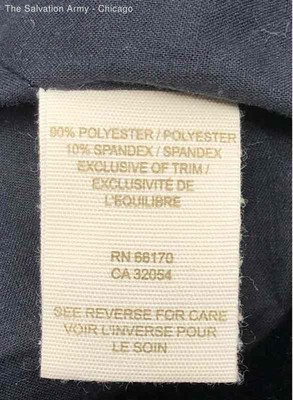 The Salvation Army - Chicago
90% POLYESTER / POLYESTER
10% SPANDEX / SPANDEX
EXCLUSIVE OF TRIM /
EXCLUSIVITÉ DE
L'EQUILIBRE
RN 66170
CA 32054
SEE REVERSE FOR CARE
VOIR L'INVERSE POUR
LE SOIN